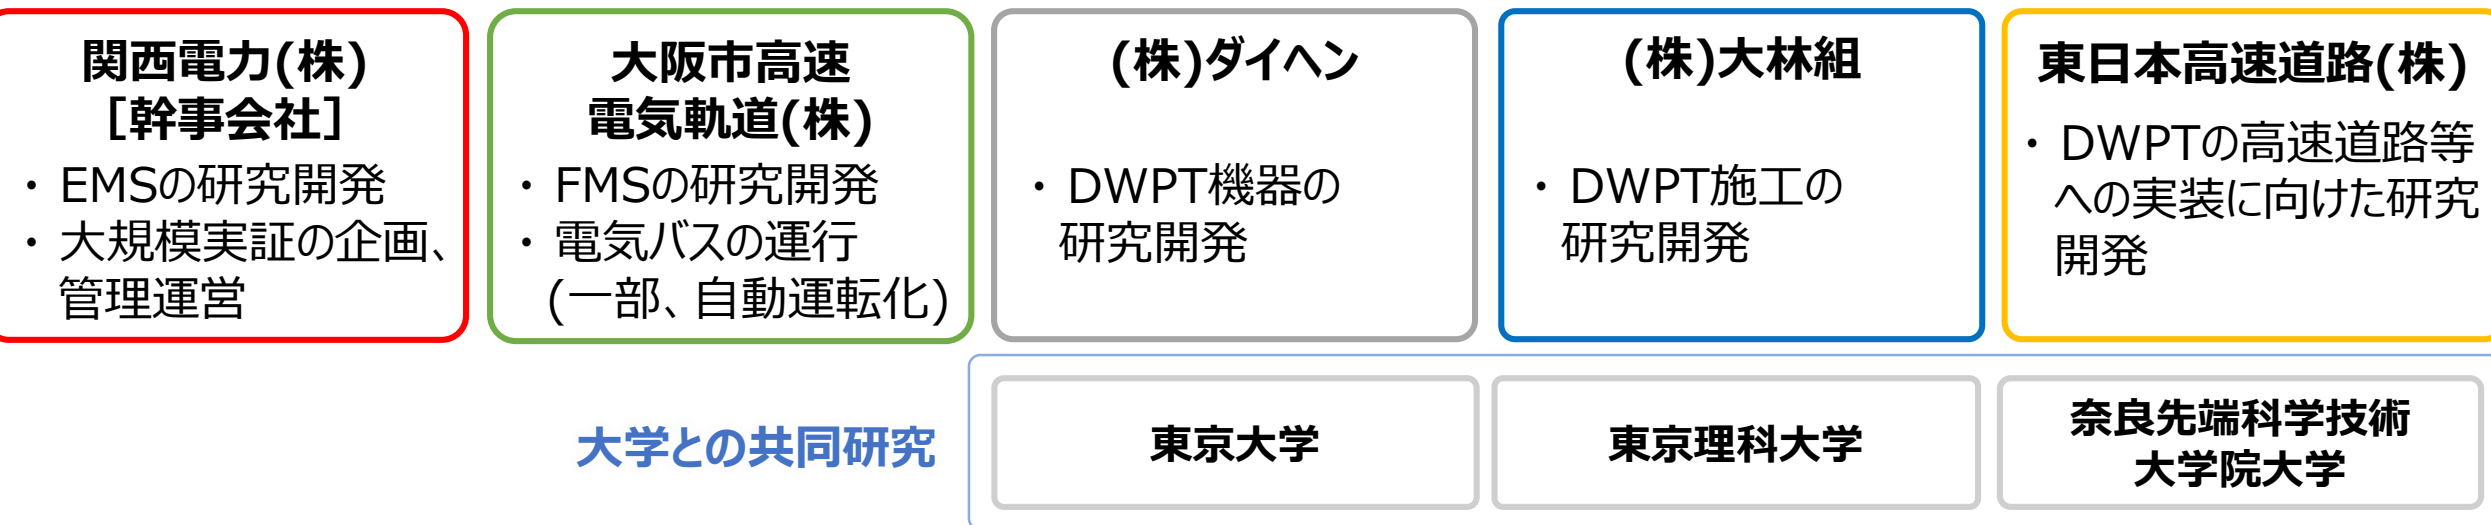 関西電力(株)
[幹事会社]
・ EMSの研究開発
・ 大規模実証の企画、
管理運営
大阪市高速
電気軌道(株)
・ FMSの研究開発
・ 電気バスの運行
(一部、自動運転化)
(株)ダイヘン
・ DWPT機器の
研究開発
(株)大林組
・ DWPT施工の
研究開発
東日本高速道路(株)
・ DWPTの高速道路等
への実装に向けた研究
開発
大学との共同研究
東京大学
東京理科大学
奈良先端科学技術
大学院大学